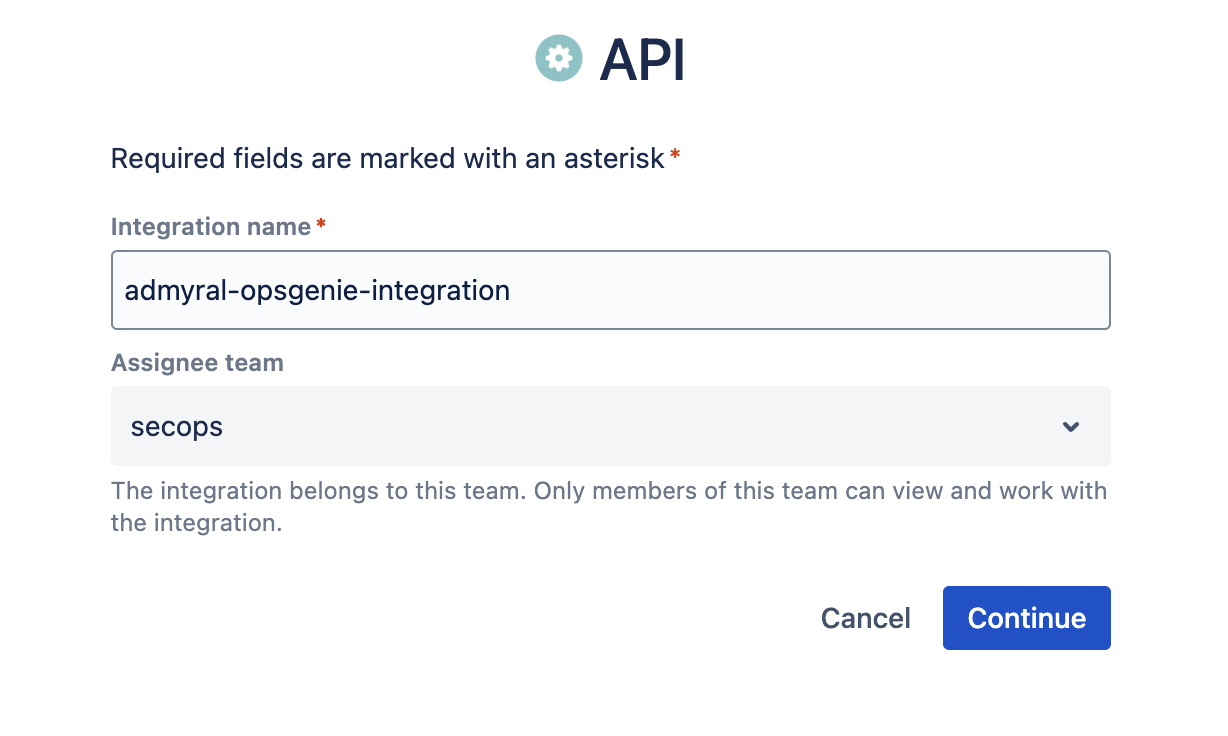 API
Required fields are marked with an asterisk*
Integration name*
admyral-opsgenie-integration
Assignee team
secops
The integration belongs to this team. Only members of this team can view and work with
the integration.
Cancel Continue